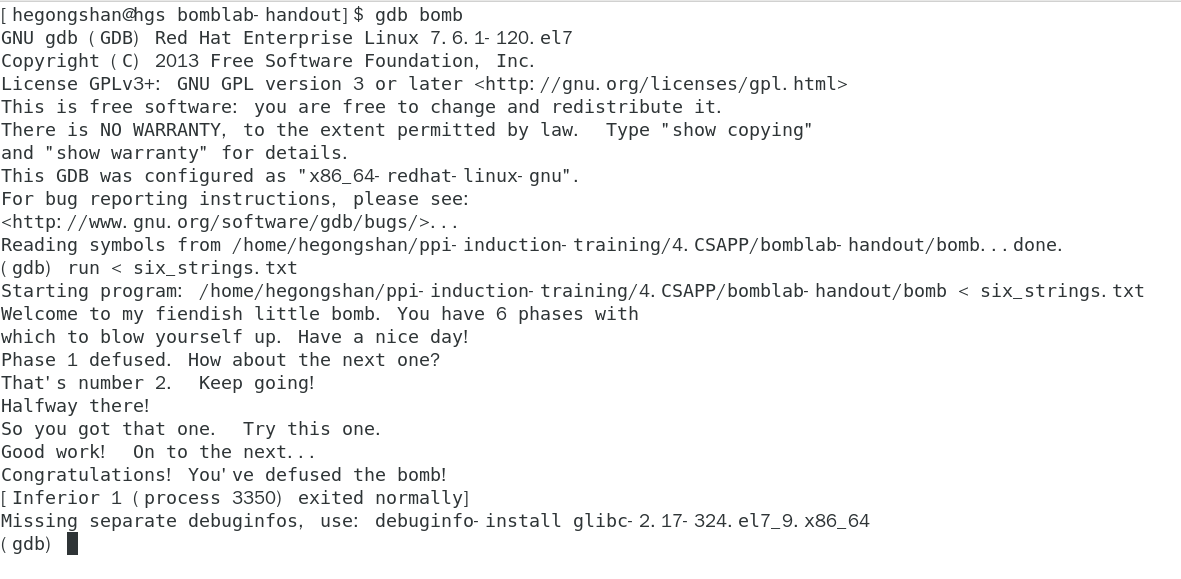 [hegongshan@hgs bomblab-handout]$ gdb bomb
GNU gdb (GDB) Red Hat Enterprise Linux 7.6.1-120.el7
Copyright (C) 2013 Free Software Foundation, Inc.
License GPLv3+: GNU GPL version 3 or later <http://gnu.org/licenses/gpl.html>
This is free software: you are free to change and redistribute it.
There is NO WARRANTY, to the extent permitted by law.  Type "show copying"
and "show warranty" for details.
This GDB was configured as "x86_64-redhat-linux-gnu".
For bug reporting instructions, please see:
<http://www.gnu.org/software/gdb/bugs/>...
Reading symbols from /home/hegongshan/ppi-induction-training/4.CSAPP/bomblab-handout/bomb...done.
(gdb) run < six_strings.txt
Starting program: /home/hegongshan/ppi-induction-training/4.CSAPP/bomblab-handout/bomb < six_strings.txt
Welcome to my fiendish little bomb. You have 6 phases with
which to blow yourself up. Have a nice day!
Phase 1 defused. How about the next one?
That's number 2.  Keep going!
Halfway there!
So you got that one.  Try this one.
Good work!  On to the next...
Congratulations! You've defused the bomb!
[Inferior 1 (process 3350) exited normally]
Missing separate debuginfos, use: debuginfo-install glibc-2.17-324.el7_9.x86_64
(gdb)